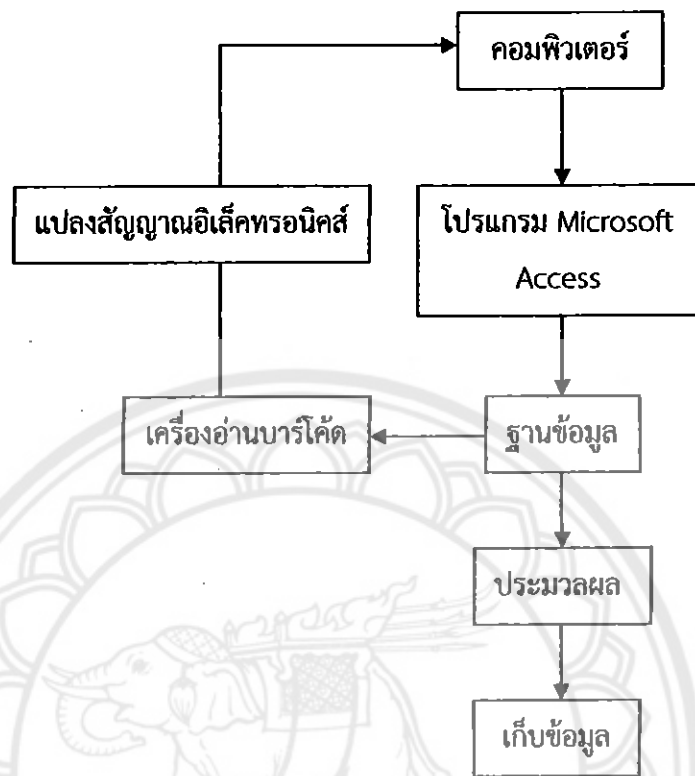 คอมพิวเตอร์
แปลงสัญญาณอิเล็คทรอนิคส์
โปรแกรม Microsoft
Access
เครื่องอ่านบาร์โค้ด
ฐานข้อมูล
ประมวลผล
เก็บข้อมูล